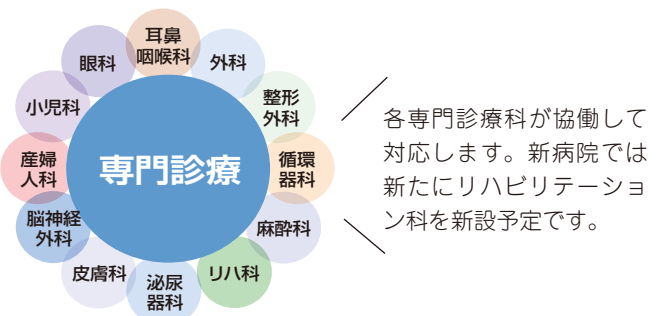 専門診療
耳鼻
咽喉科
外科
整形
外科
循環
器科
麻酔科
リハ科
泌尿
器科
皮膚科
脳神経
外科
産婦
人科
小児科
眼科
各専門診療科が協働して
対応します。新病院では
新たにリハビリテーショ
ン科を新設予定です。